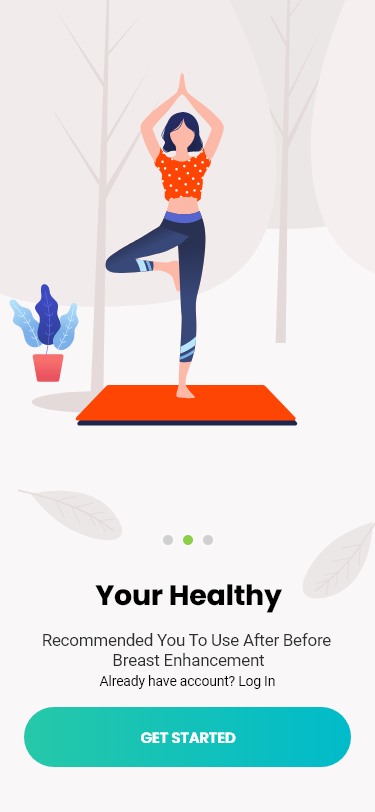 Your Healthy
Recommended You To Use After Before
Breast Enhancement
Already have account? Log In
GET STARTED